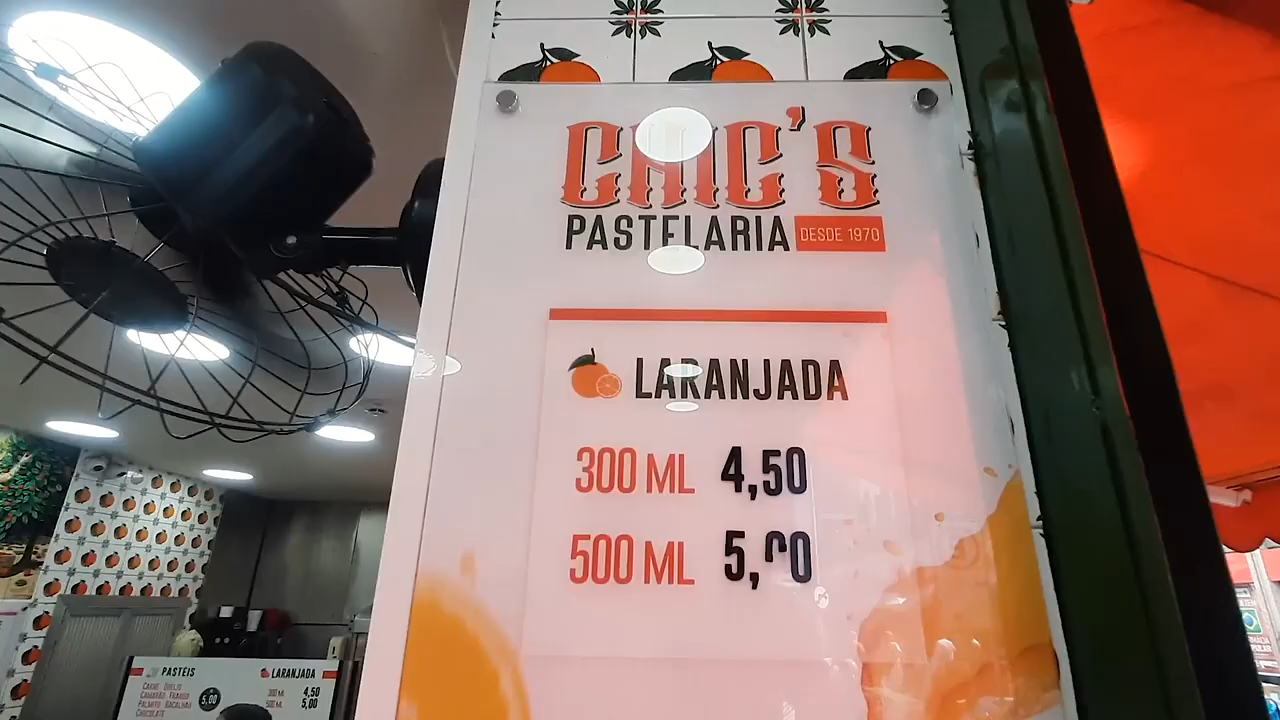 CHIC'S
PASTELARIA DESDE 1970
LARANJADA
300 ML 4,50
500 ML 5,00
PASTÉIS
CARNE QUEIJO
CAMARÃO FRANGO
PALMITO BACALHAU
CHOCOLATE
5,00
LARANJADA
300 ML 4,50
500 ML 5,00